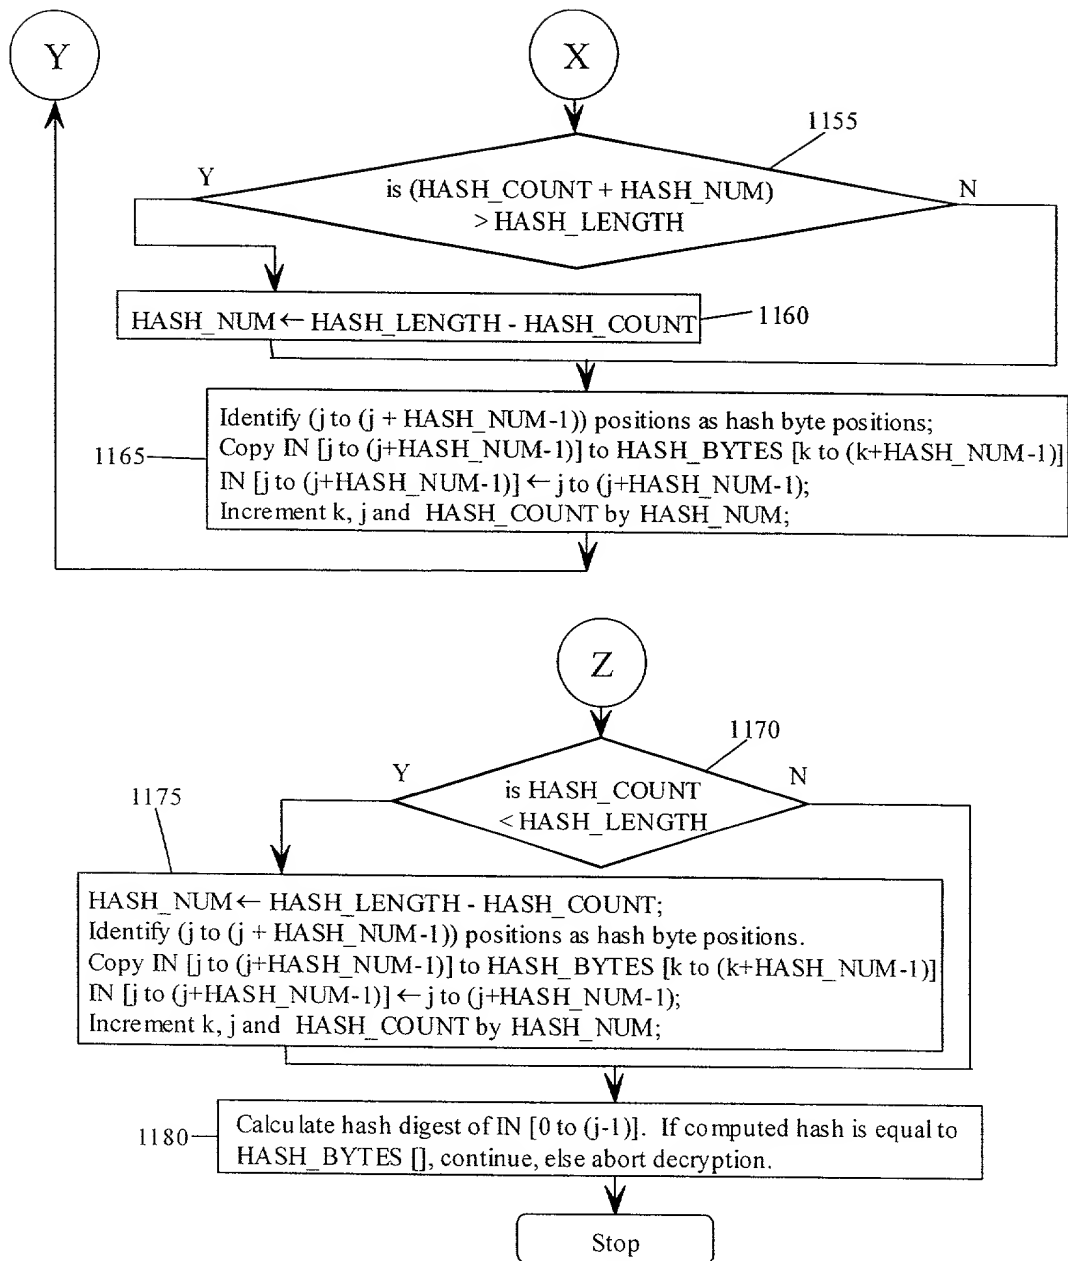 Y
X
1155
Y
N
is (HASH_COUNT + HASH_NUM)
> HASH_LENGTH
HASH_NUM ← HASH_LENGTH - HASH_COUNT
1160
Identify (j to (j + HASH_NUM-1)) positions as hash byte positions;
Copy IN [j to (j+HASH_NUM-1)] to HASH_BYTES [k to (k+HASH_NUM-1)]
IN [j to (j+HASH_NUM-1)] ← j to (j+HASH_NUM-1);
Increment k, j and HASH_COUNT by HASH_NUM;
1165
Z
1170
Y
N
is HASH_COUNT
< HASH_LENGTH
1175
HASH_NUM ← HASH_LENGTH - HASH_COUNT;
Identify (j to (j + HASH_NUM-1)) positions as hash byte positions.
Copy IN [j to (j+HASH_NUM-1)] to HASH_BYTES [k to (k+HASH_NUM-1)]
IN [j to (j+HASH_NUM-1)] ← j to (j+HASH_NUM-1);
Increment k, j and HASH_COUNT by HASH_NUM;
1180
Calculate hash digest of IN [0 to (j-1)]. If computed hash is equal to
HASH_BYTES [], continue, else abort decryption.
Stop